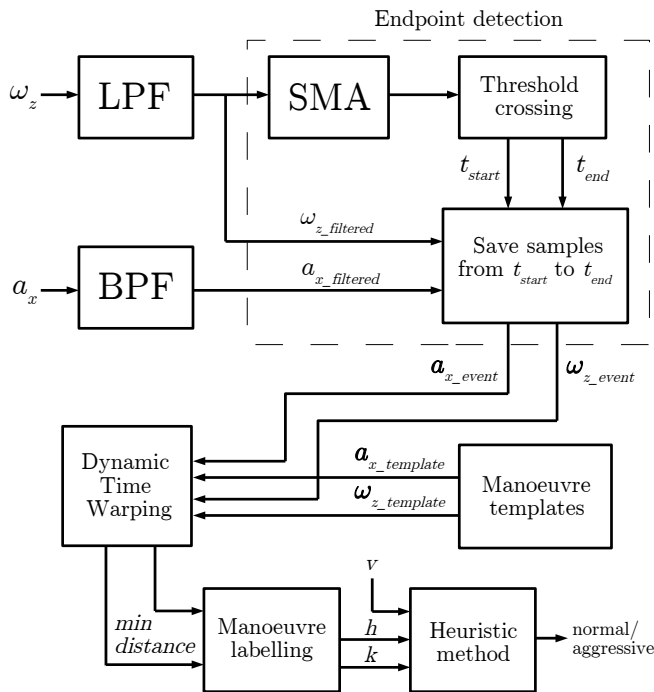 Endpoint detection
ω_z
LPF
SMA
Threshold
crossing
t_start
t_end
ω_z_filtered
a_x
BPF
a_x_filtered
Save samples
from t_start to t_end
a_x_event
ω_z_event
Dynamic
Time
Warping
a_x_template
ω_z_template
Manoeuvre
templates
min
distance
Manoeuvre
labelling
v
h
k
Heuristic
method
normal/
aggressive